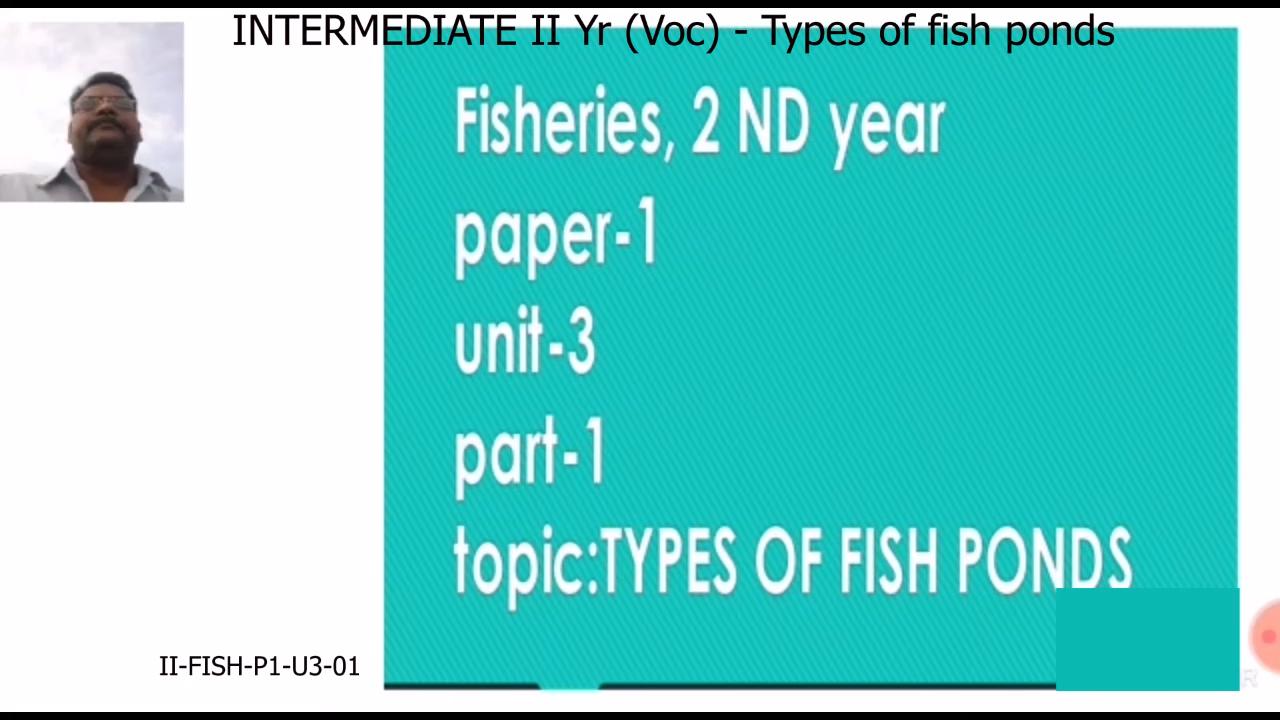 INTERMEDIATE II Yr (Voc) - Types of fish ponds
Fisheries, 2 ND year
paper-1
unit-3
part-1
topic:TYPES OF FISH PONDS
II-FISH-P1-U3-01
R